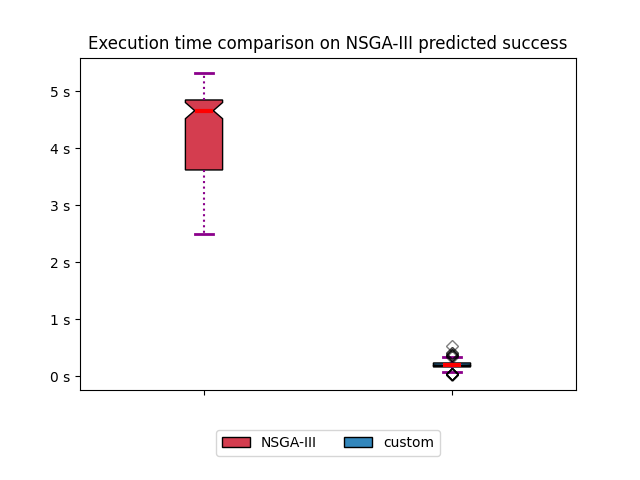 Execution time comparison on NSGA-III predicted success
5 s
4 s
3 s
2 s
1 s
0 s
NSGA-III
custom